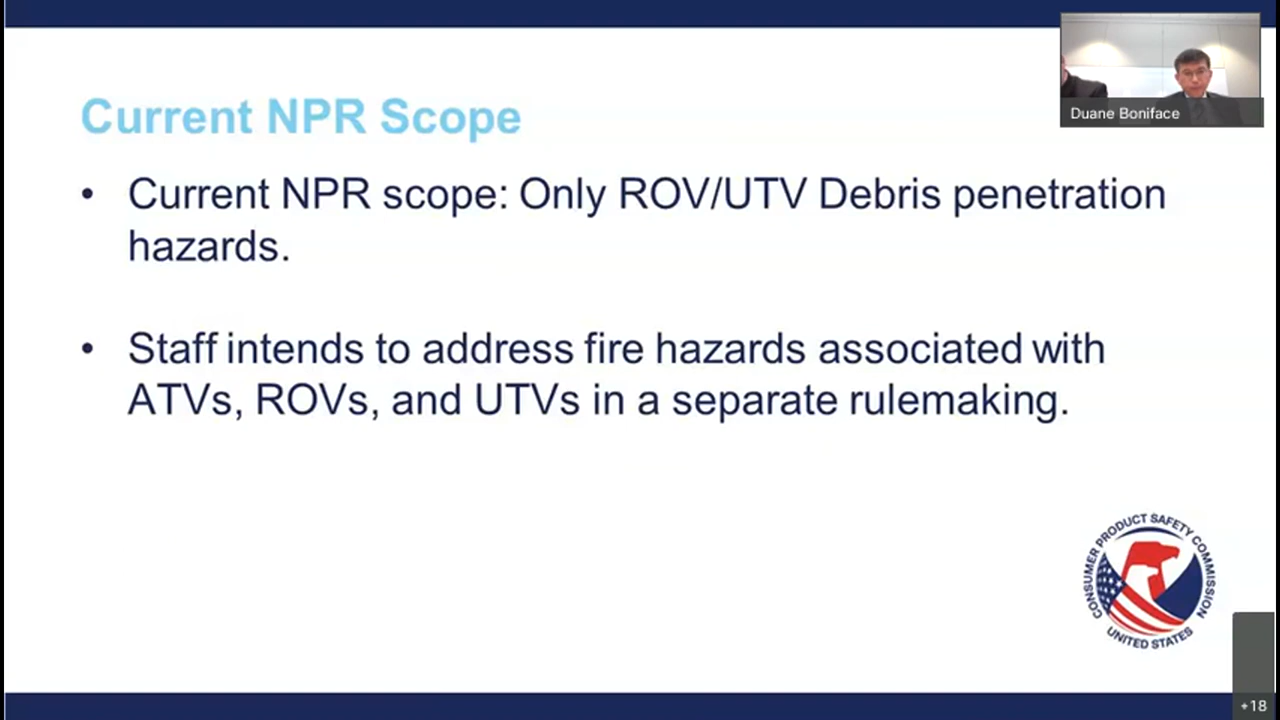 Duane Boniface
Current NPR Scope
• Current NPR scope: Only ROV/UTV Debris penetration
hazards.
• Staff intends to address fire hazards associated with
ATVs, ROVs, and UTVs in a separate rulemaking.
CONSUMER PRODUCT SAFETY COMMISSION
UNITED STATES
+18